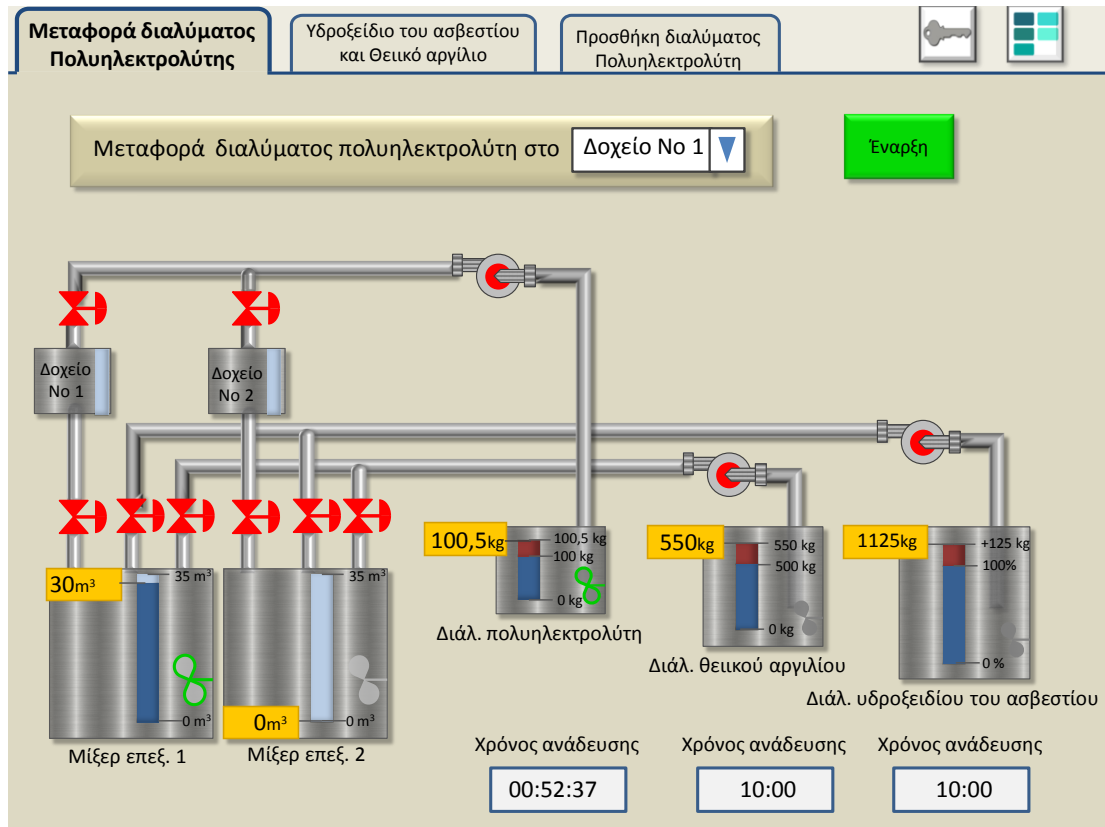 Μεταφορά διαλύματος
Πολυηλεκτρολύτης
Υδροξείδιο του ασβεστίου
και Θειικό αργίλιο
Προσθήκη διαλύματος
Πολυηλεκτρολύτη
Μεταφορά διαλύματος πολυηλεκτρολύτη στο
Δοχείο Νο 1
Έναρξη
Δοχείο
Νο 1
Δοχείο
Νο 2
100,5kg
100,5 kg
100 kg
0 kg
550kg
550 kg
500 kg
0 kg
1125kg
+125 kg
100%
0 %
30m³
35 m³
0 m³
35 m³
0m³
0 m³
Διάλ. πολυηλεκτρολύτη
Διάλ. θειικού αργιλίου
Διάλ. υδροξειδίου του ασβεστίου
Μίξερ επεξ. 1
Μίξερ επεξ. 2
Χρόνος ανάδευσης
Χρόνος ανάδευσης
Χρόνος ανάδευσης
00:52:37
10:00
10:00